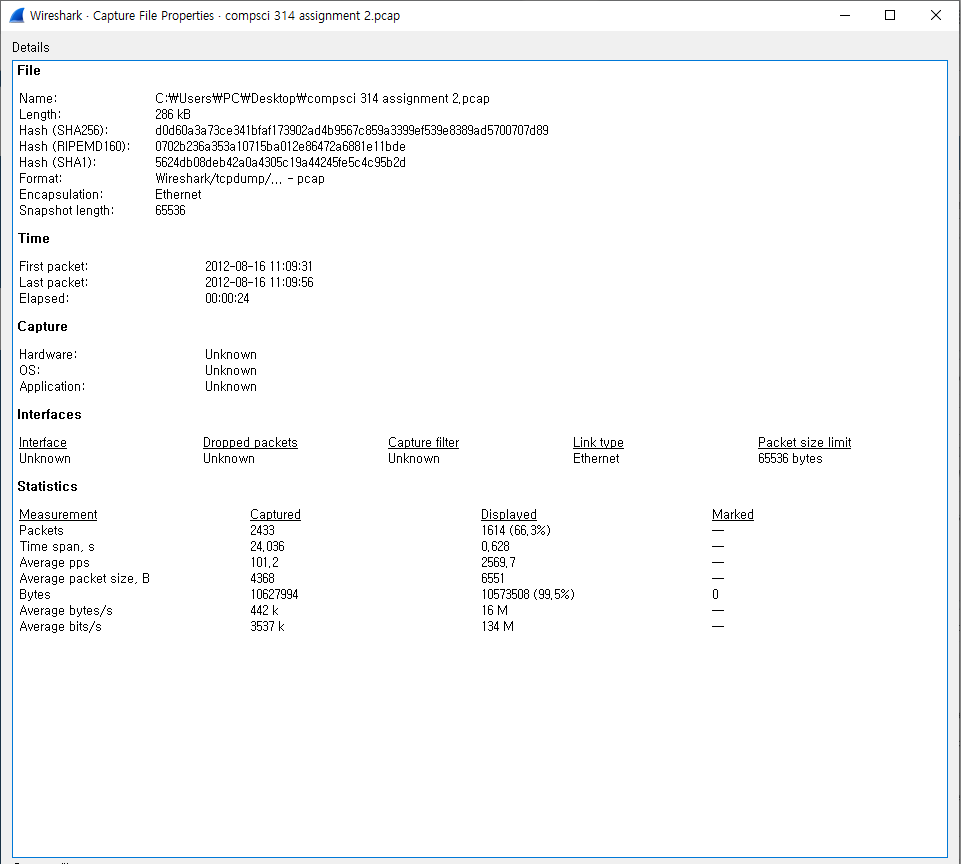 Wireshark · Capture File Properties · compsci 314 assignment 2.pcap
Details
File
Name: C:₩Users₩PC₩Desktop₩compsci 314 assignment 2.pcap
Length: 286 kB
Hash (SHA256): d0d60a3a73ce341bfaf173902ad4b9567c859a3399ef539e8389ad5700707d89
Hash (RIPEMD160): 0702b236a353a10715ba012e86472a6881e11bde
Hash (SHA1): 5624db08deb42a0a4305c19a44245fe5c4c95b2d
Format: Wireshark/tcpdump/... - pcap
Encapsulation: Ethernet
Snapshot length: 65536
Time
First packet: 2012-08-16 11:09:31
Last packet: 2012-08-16 11:09:56
Elapsed: 00:00:24
Capture
Hardware: Unknown
OS: Unknown
Application: Unknown
Interfaces
Interface Dropped packets Capture filter Link type Packet size limit
Unknown Unknown Unknown Ethernet 65536 bytes
Statistics
Measurement Captured Displayed Marked
Packets 2433 1614 (66.3%) —
Time span, s 24.036 0.628 —
Average pps 101.2 2569.7 —
Average packet size, B 4368 6551 —
Bytes 10627994 10573508 (99.5%) 0
Average bytes/s 442 k 16 M —
Average bits/s 3537 k 134 M —